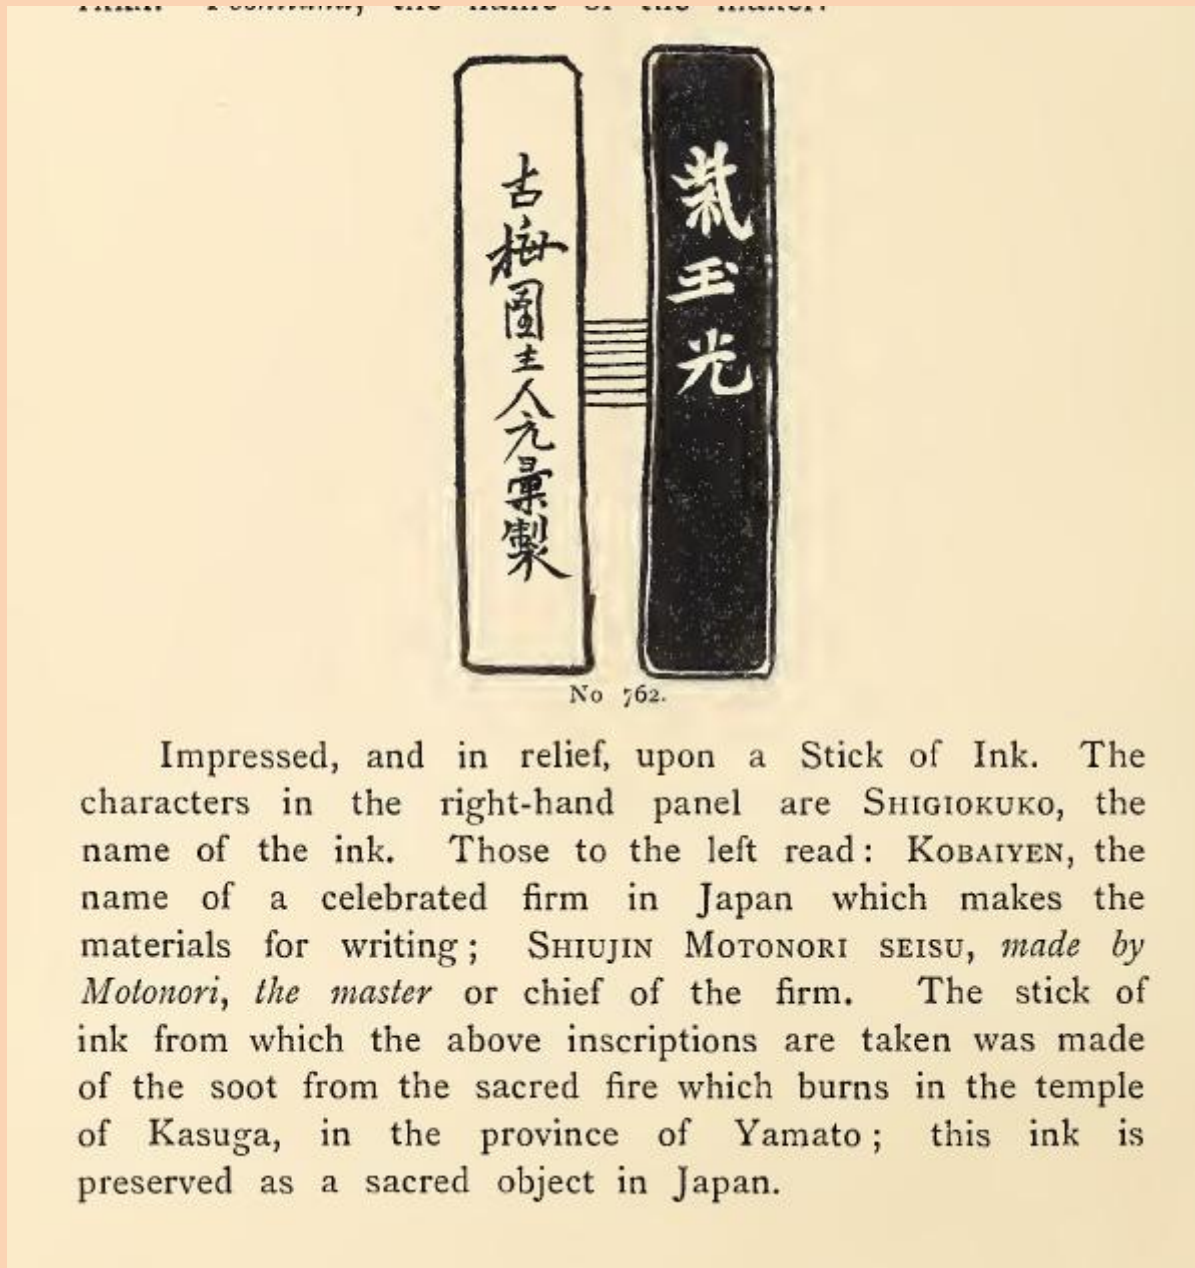 the name of the maker.
紫玉光
古梅園主人元彙製
No 762.
Impressed, and in relief, upon a Stick of Ink. The
characters in the right-hand panel are SHIGIOKUKO, the
name of the ink. Those to the left read: KOBAIYEN, the
name of a celebrated firm in Japan which makes the
materials for writing; SHIUJIN MOTONORI SEISU, made by
Motonori, the master or chief of the firm. The stick of
ink from which the above inscriptions are taken was made
of the soot from the sacred fire which burns in the temple
of Kasuga, in the province of Yamato; this ink is
preserved as a sacred object in Japan.